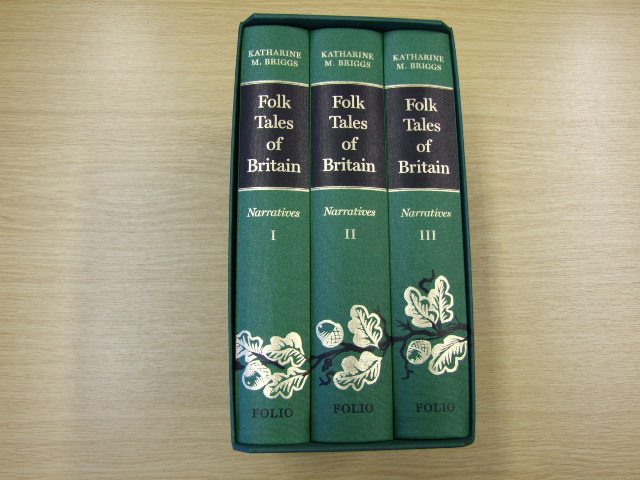 KATHARINE
M. BRIGGS
Folk
Tales
of
Britain
Narratives
I
FOLIO
KATHARINE
M. BRIGGS
Folk
Tales
of
Britain
Narratives
II
FOLIO
KATHARINE
M. BRIGGS
Folk
Tales
of
Britain
Narratives
III
FOLIO